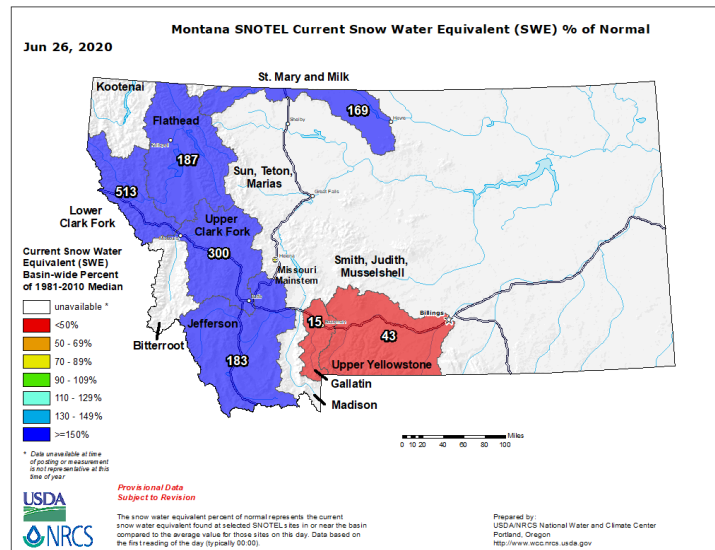 Montana SNOTEL Current Snow Water Equivalent (SWE) % of Normal
Jun 26, 2020
St. Mary and Milk
Kootenai
169
Havre
Shelby
Flathead
Kalispell
187
Sun, Teton,
Marias
Great Falls
513
Lower
Clark Fork
Upper
Clark Fork
Missoula
300
Helena
Missouri
Mainstem
Smith, Judith,
Musselshell
Current Snow Water
Equivalent (SWE)
Basin-wide Percent
of 1981-2010 Median
unavailable *
<50%
50 - 69%
70 - 89%
90 - 109%
110 - 129%
130 - 149%
>=150%
* Data unavailable at time
of posting or measurement
is not representative at this
time of year
Butte
Jefferson
Bitterroot
183
15
43
Billings
Upper Yellowstone
Gallatin
Madison
Miles
0 10 20 40 60 80 100
Provisional Data
Subject to Revision
USDA
NRCS
The snow water equivalent percent of normal represents the current
snow water equivalent found at selected SNOTEL sites in or near the basin
compared to the average value for those sites on this day. Data based on
the first reading of the day (typically 00:00).
Prepared by:
USDA/NRCS National Water and Climate Center
Portland, Oregon
http://www.wcc.nrcs.usda.gov